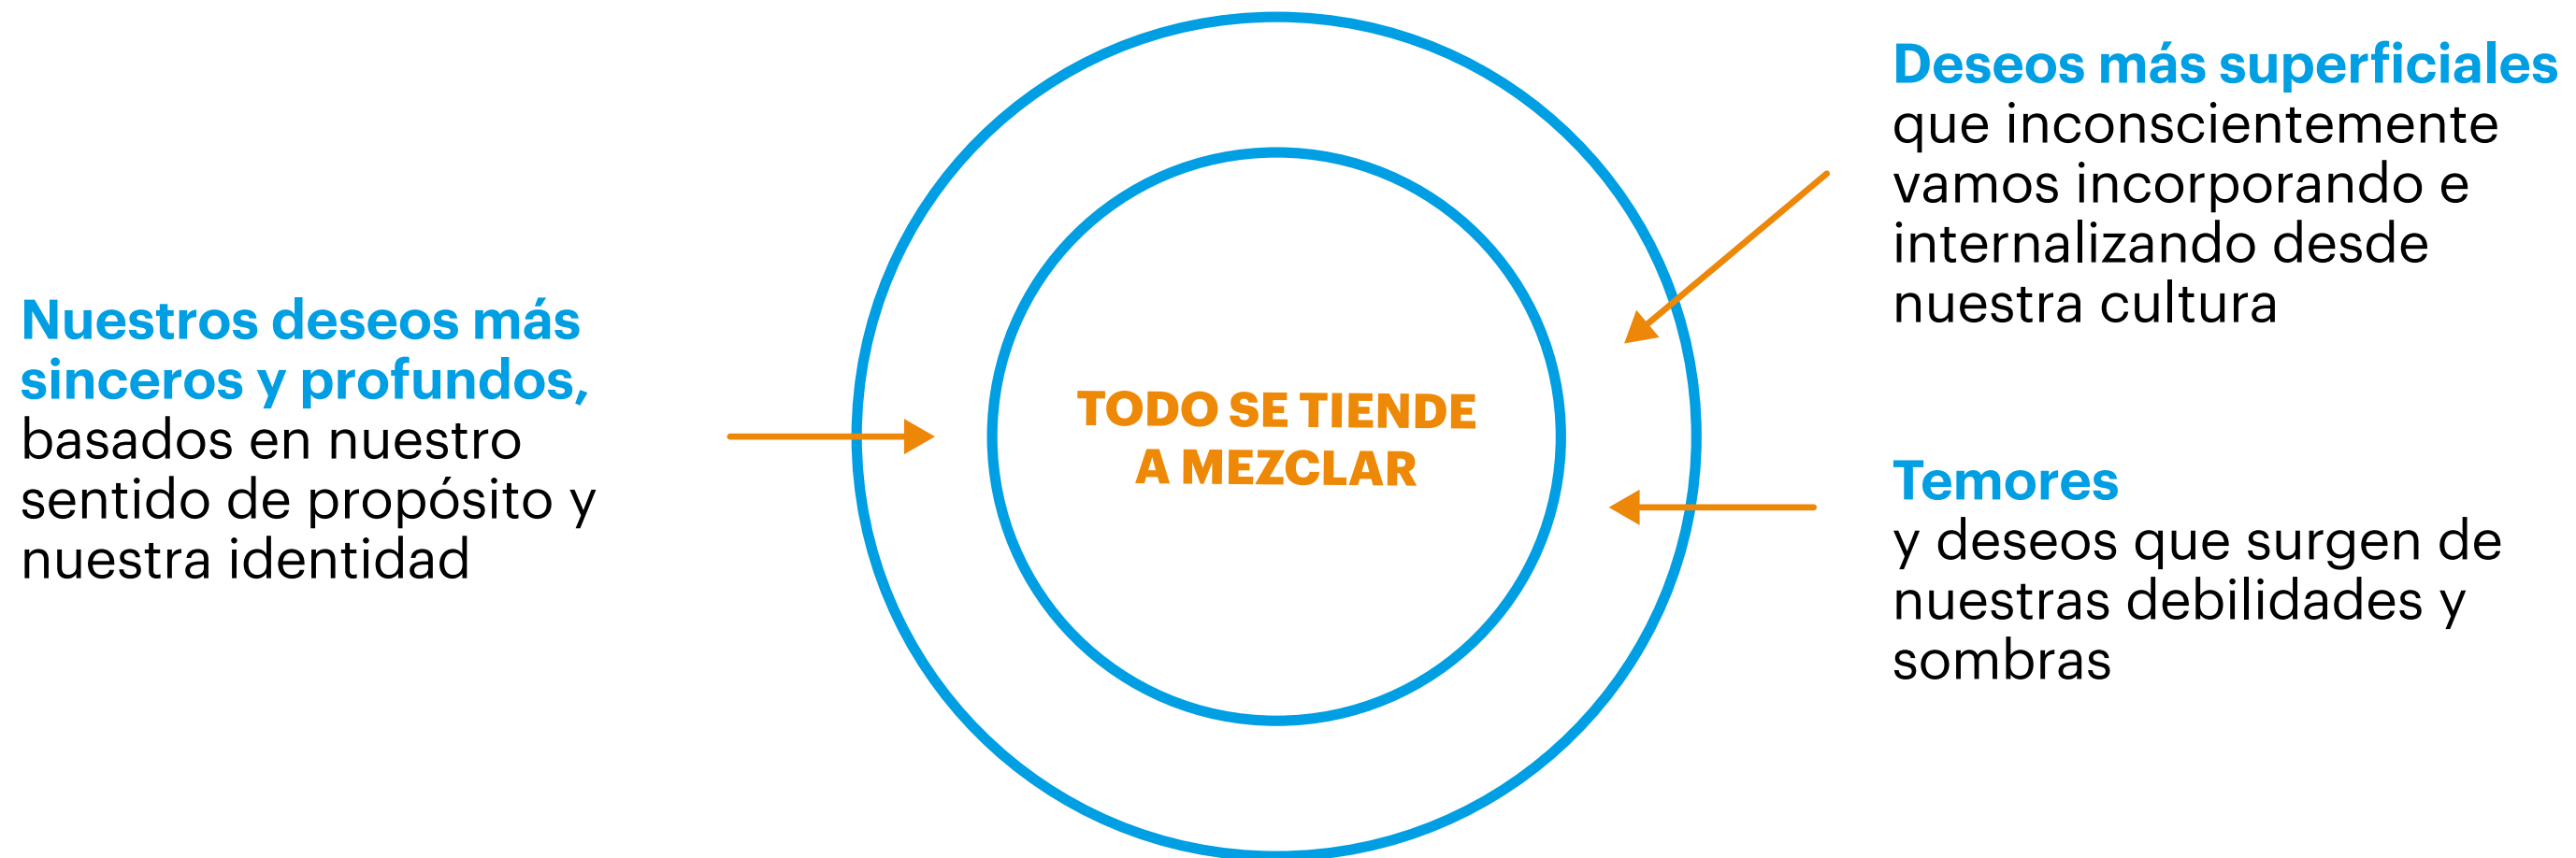 Nuestros deseos más
sinceros y profundos,
basados en nuestro
sentido de propósito y
nuestra identidad
TODO SE TIENDE
A MEZCLAR
Deseos más superficiales
que inconscientemente
vamos incorporando e
internalizando desde
nuestra cultura
Temores
y deseos que surgen de
nuestras debilidades y
sombras